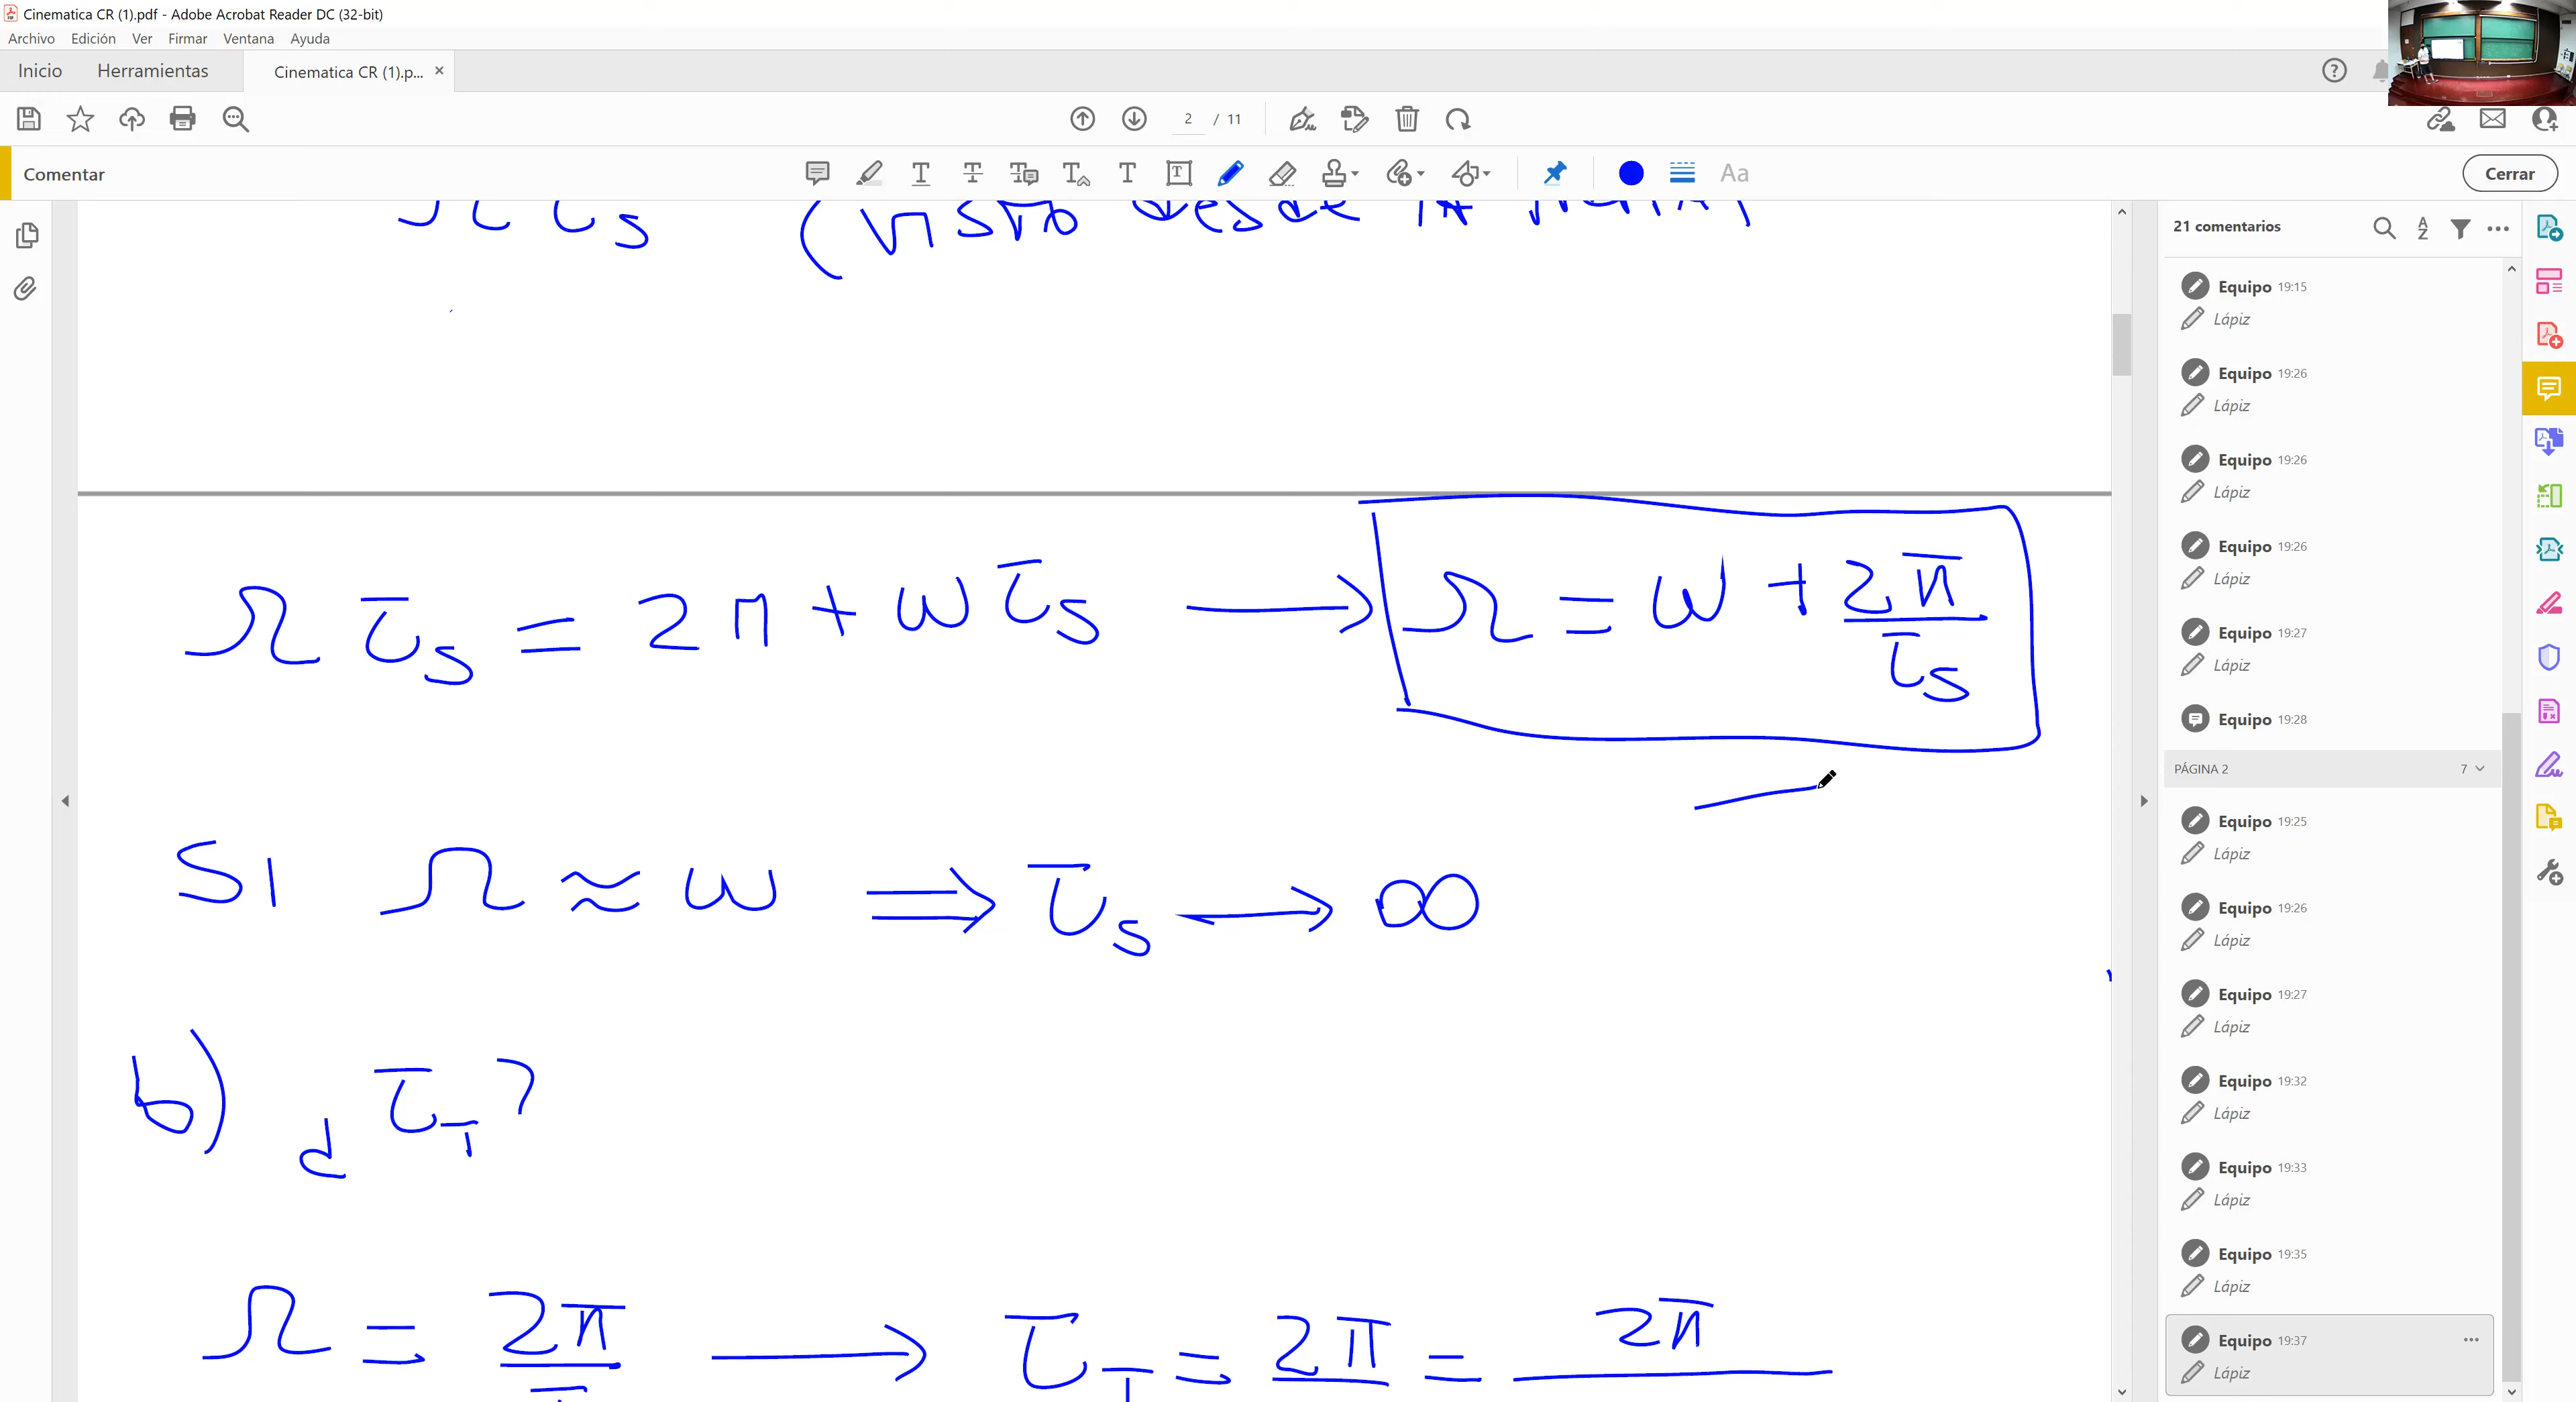 Cinematica CR (1).pdf - Adobe Acrobat Reader DC (32-bit)
Archivo Edición Ver Firmar Ventana Ayuda
Inicio Herramientas Cinematica CR (1).p... ×
2 / 11
Comentar Aa Cerrar
Ω τs (visto desde
Ω τs = 2π + ω τs → Ω = ω + 2π/τs
SI Ω ≈ ω ⇒ τs → ∞
b) ¿ τT ?
Ω = 2π → τT = 2π = 2π
21 comentarios
Equipo 19:15
Lápiz
Equipo 19:26
Lápiz
Equipo 19:26
Lápiz
Equipo 19:26
Lápiz
Equipo 19:27
Lápiz
Equipo 19:28
PÁGINA 2 7
Equipo 19:25
Lápiz
Equipo 19:26
Lápiz
Equipo 19:27
Lápiz
Equipo 19:32
Lápiz
Equipo 19:33
Lápiz
Equipo 19:35
Lápiz
Equipo 19:37
Lápiz